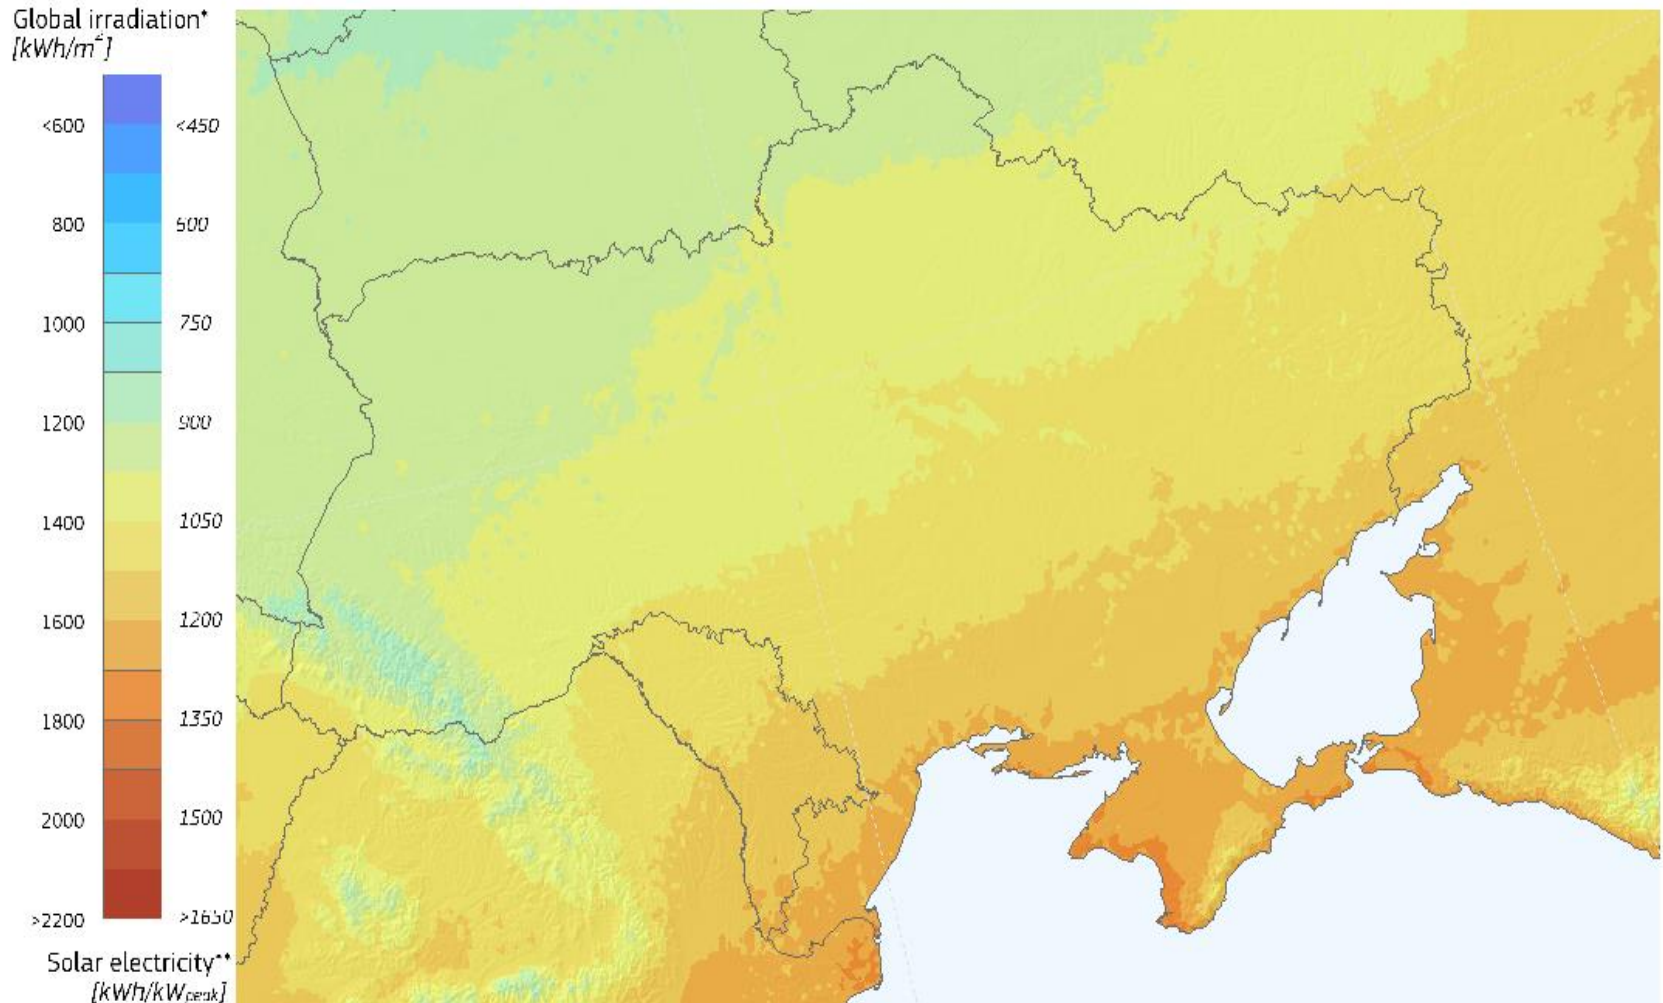 Global irradiation*
[kWh/m²]
<600 <450
800 600
1000 750
1200 900
1400 1050
1600 1200
1800 1350
2000 1500
>2200 >1650
Solar electricity**
[kWh/kWpeak]